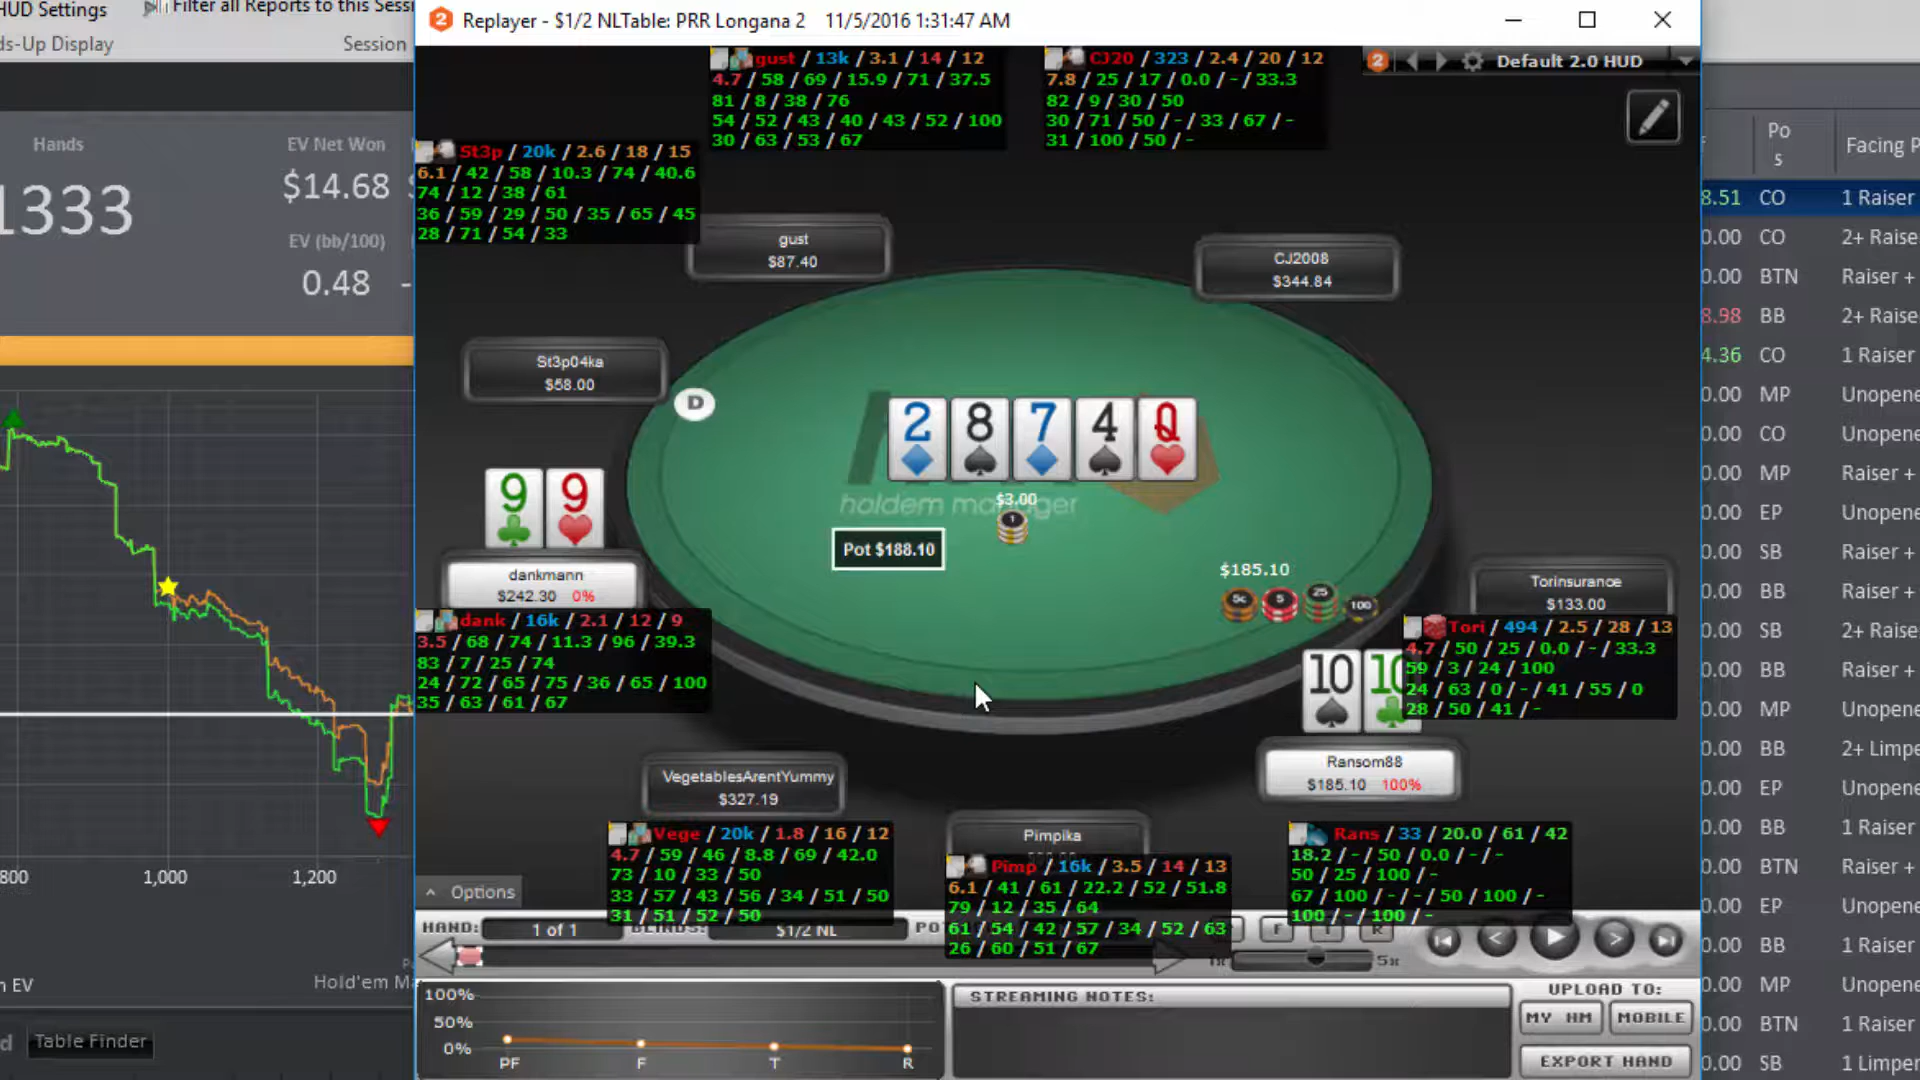 HUD Settings
Filter all Reports to this Sessi
ds-Up Display
Session
Replayer - $1/2 NLTable: PRR Longana 2 11/5/2016 1:31:47 AM
Default 2.0 HUD
gust / 13k / 3.1 / 14 / 12
4.7 / 58 / 69 / 15.9 / 71 / 37.5
81 / 8 / 38 / 76
54 / 52 / 43 / 40 / 43 / 52 / 100
30 / 63 / 53 / 67
CJ20 / 323 / 2.4 / 20 / 12
7.8 / 25 / 17 / 0.0 / - / 33.3
82 / 9 / 30 / 50
30 / 71 / 50 / - / 33 / 67 / -
31 / 100 / 50 / -
St3p / 20k / 2.6 / 18 / 15
6.1 / 42 / 58 / 10.3 / 74 / 40.6
74 / 12 / 38 / 61
36 / 59 / 29 / 50 / 35 / 65 / 45
28 / 71 / 54 / 33
Hands
1333
EV Net Won
$14.68
EV (bb/100)
0.48
gust
$87.40
CJ2008
$344.84
St3p04ka
$58.00
D
2 8 7 4 Q
holdem manager
$3.00
Pot $188.10
$185.10
9 9
dankmann
$242.30 0%
dank / 16k / 2.1 / 12 / 9
3.5 / 68 / 74 / 11.3 / 96 / 39.3
83 / 7 / 25 / 74
24 / 72 / 65 / 75 / 36 / 65 / 100
35 / 63 / 61 / 67
Torinsurance
$133.00
Tori / 494 / 2.5 / 28 / 13
4.7 / 50 / 25 / 0.0 / - / 33.3
59 / 3 / 24 / 100
24 / 63 / 0 / - / 41 / 55 / 0
28 / 50 / 41 / -
10 10
Ransom88
$185.10 100%
VegetablesArentYummy
$327.19
Pimpika
Vege / 20k / 1.8 / 16 / 12
4.7 / 59 / 46 / 8.8 / 69 / 42.0
73 / 10 / 33 / 50
33 / 57 / 43 / 56 / 34 / 51 / 50
31 / 51 / 52 / 50
Pimp / 16k / 3.5 / 14 / 13
6.1 / 41 / 61 / 22.2 / 52 / 51.8
79 / 12 / 35 / 64
61 / 54 / 42 / 57 / 34 / 52 / 63
26 / 60 / 51 / 67
Rans / 33 / 20.0 / 61 / 42
18.2 / - / 50 / 0.0 / - / -
50 / 25 / 100 / -
67 / 100 / - / - / 50 / 100 / -
100 / - / 100 / -
800 1,000 1,200
Options
HAND: 1 of 1 BLINDS: $1/2 NL PO
F T R
1x 5x
n EV
Hold'em Ma
Table Finder
100%
50%
0%
PF F T R
STREAMING NOTES:
UPLOAD TO:
MY HM MOBILE
EXPORT HAND
Po
s
Facing P
8.51 CO 1 Raiser
0.00 CO 2+ Raise
0.00 BTN Raiser +
8.98 BB 2+ Raise
4.36 CO 1 Raiser
0.00 MP Unopene
0.00 CO Unopene
0.00 MP Raiser +
0.00 EP Unopene
0.00 SB Raiser +
0.00 BB Raiser +
0.00 SB 2+ Raise
0.00 BB Raiser +
0.00 MP Unopene
0.00 BB 2+ Limpe
0.00 EP Unopene
0.00 BB 1 Raiser
0.00 BTN Raiser +
0.00 EP Unopene
0.00 BB 1 Raiser
0.00 MP Unopene
0.00 BTN 1 Raiser
0.00 SB 1 Limper